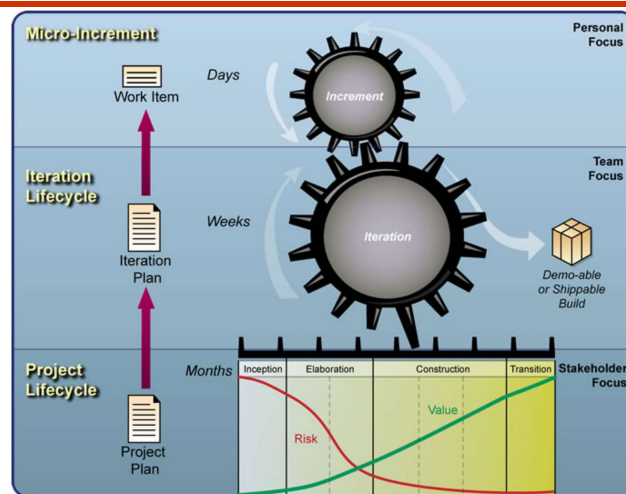 Micro-Increment
Personal
Focus
Days
Work Item
Increment
Iteration
Lifecycle
Team
Focus
Weeks
Iteration
Plan
Iteration
Demo-able
or Shippable
Build
Project
Lifecycle
Months
Inception
Elaboration
Construction
Transition
Stakeholder
Focus
Value
Risk
Project
Plan